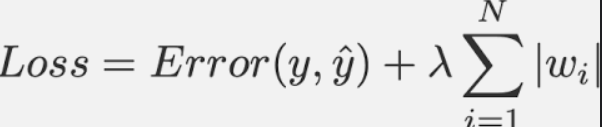 Loss = Error(y, ŷ) + λ ∑_{i=1}^{N} |w_i|